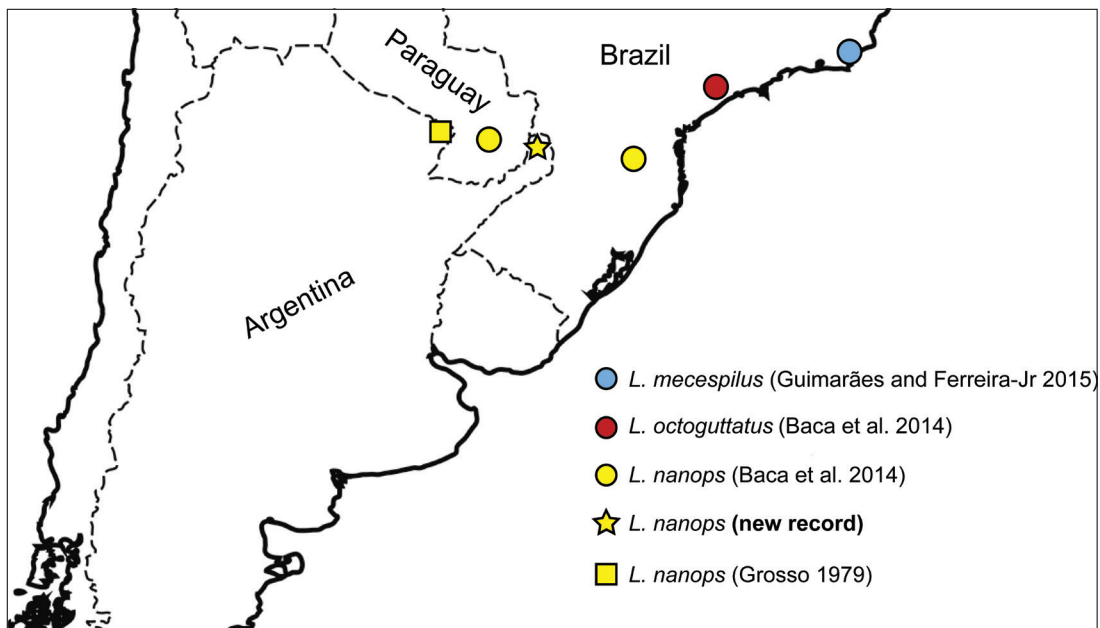 Paraguay
Brazil
Argentina
L. mecespilus (Guimarães and Ferreira-Jr 2015)
L. octoguttatus (Baca et al. 2014)
L. nanops (Baca et al. 2014)
L. nanops (new record)
L. nanops (Grosso 1979)